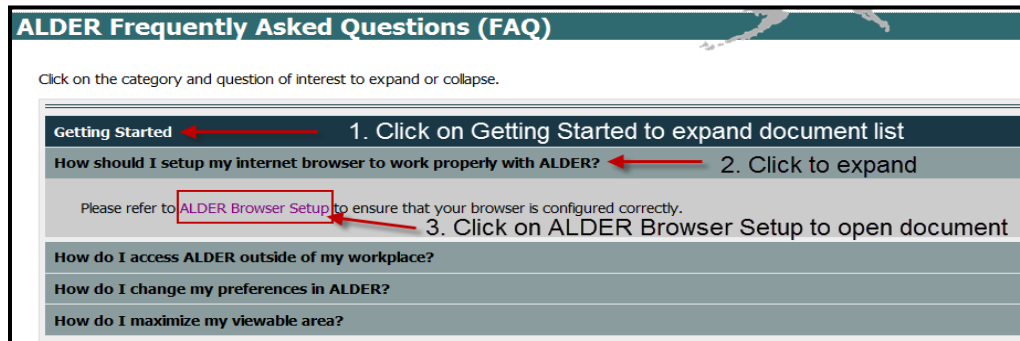 ALDER Frequently Asked Questions (FAQ)
Click on the category and question of interest to expand or collapse.
Getting Started 1. Click on Getting Started to expand document list
How should I setup my internet browser to work properly with ALDER? 2. Click to expand
Please refer to ALDER Browser Setup to ensure that your browser is configured correctly.
3. Click on ALDER Browser Setup to open document
How do I access ALDER outside of my workplace?
How do I change my preferences in ALDER?
How do I maximize my viewable area?